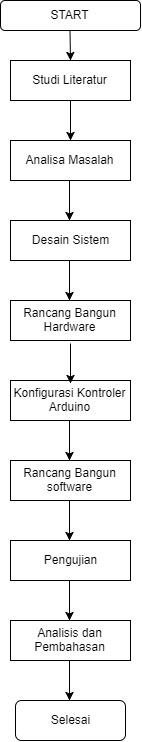 START
Studi Literatur
Analisa Masalah
Desain Sistem
Rancang Bangun
Hardware
Konfigurasi Kontroler
Arduino
Rancang Bangun
software
Pengujian
Analisis dan
Pembahasan
Selesai